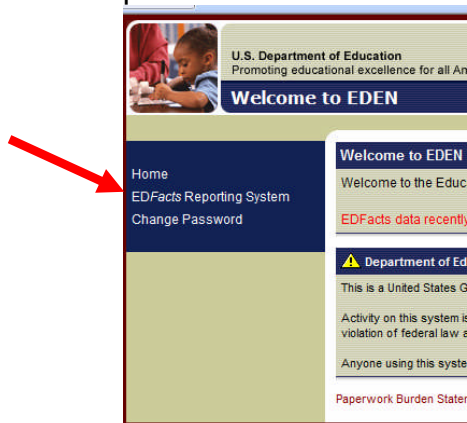 U.S. Department of Education
Promoting educational excellence for all
Welcome to EDEN
Home
EDFacts Reporting System
Change Password
Welcome to EDEN
Welcome to the
EDFacts data recently
Department of
This is a United States
Activity on this system is
violation of federal law
Anyone using this
Paperwork Burden